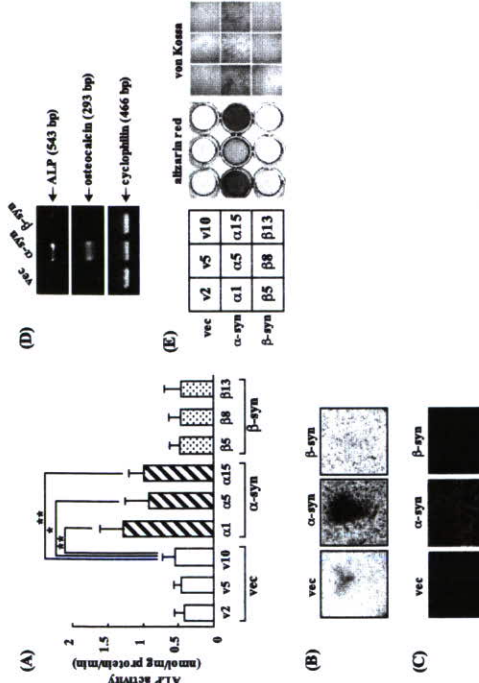 (A)
ALP activity
(nmol/mg protein/min)
2
1.5
1
0.5
0
** * **
v2 v5 v10 α1 α5 α15 β5 β8 β13
vec α-syn β-syn
(B)
vec α-syn β-syn
(C)
vec α-syn β-syn
(D)
vec α-syn β-syn
ALP (543 bp)
osteocalcin (293 bp)
cyclophilin (466 bp)
(E)
alizarin red von Kossa
vec v2 v5 v10
α-syn α1 α5 α15
β-syn β5 β8 β13